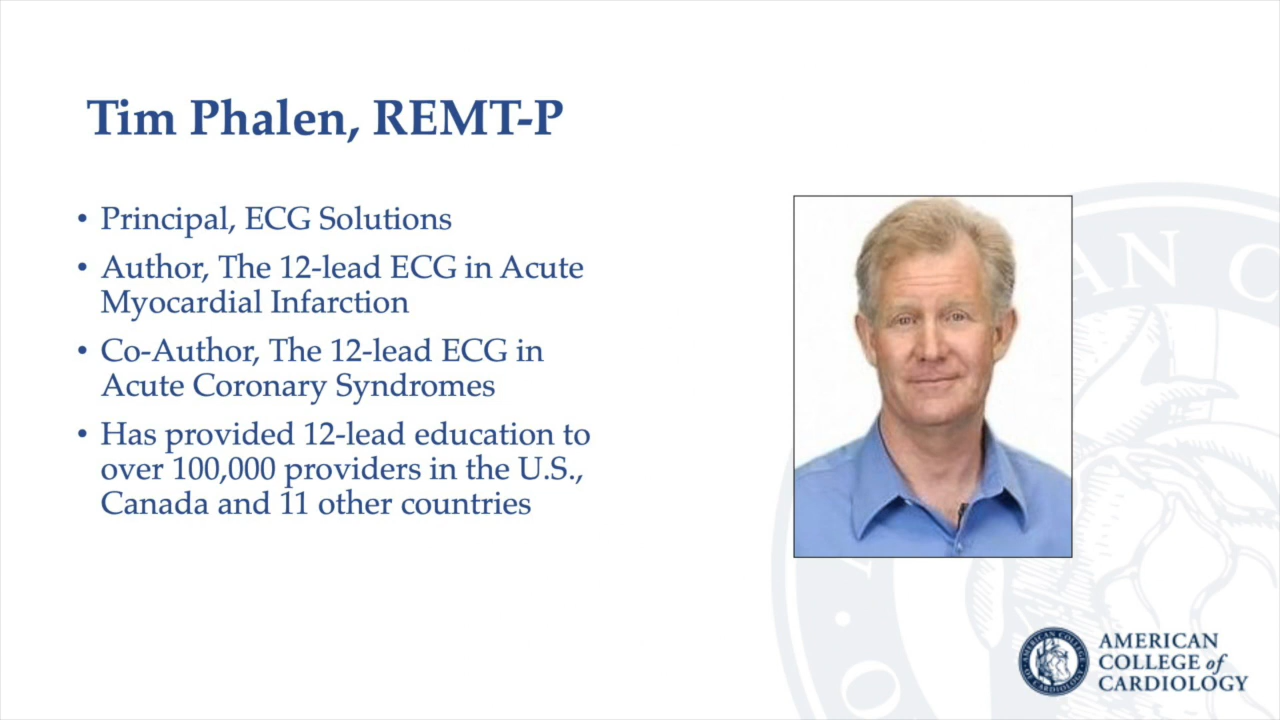 Tim Phalen, REMT-P
• Principal, ECG Solutions
• Author, The 12-lead ECG in Acute
Myocardial Infarction
• Co-Author, The 12-lead ECG in
Acute Coronary Syndromes
• Has provided 12-lead education to
over 100,000 providers in the U.S.,
Canada and 11 other countries
AMERICAN
COLLEGE of
CARDIOLOGY